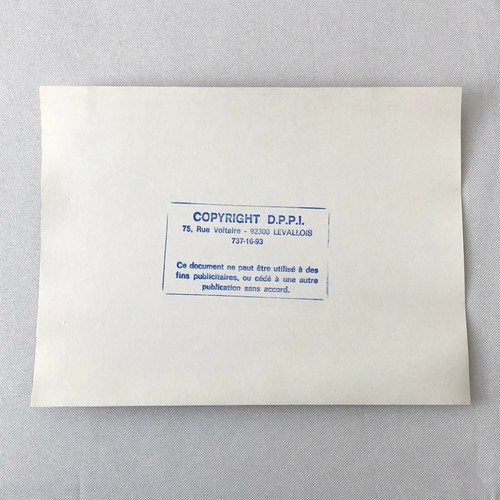 COPYRIGHT D.P.P.I.
75, Rue Voltaire - 92300 LEVALLOIS
737-16-93
Ce document ne peut être utilisé à des
fins publicitaires, ou cédé à une autre
publication sans accord.